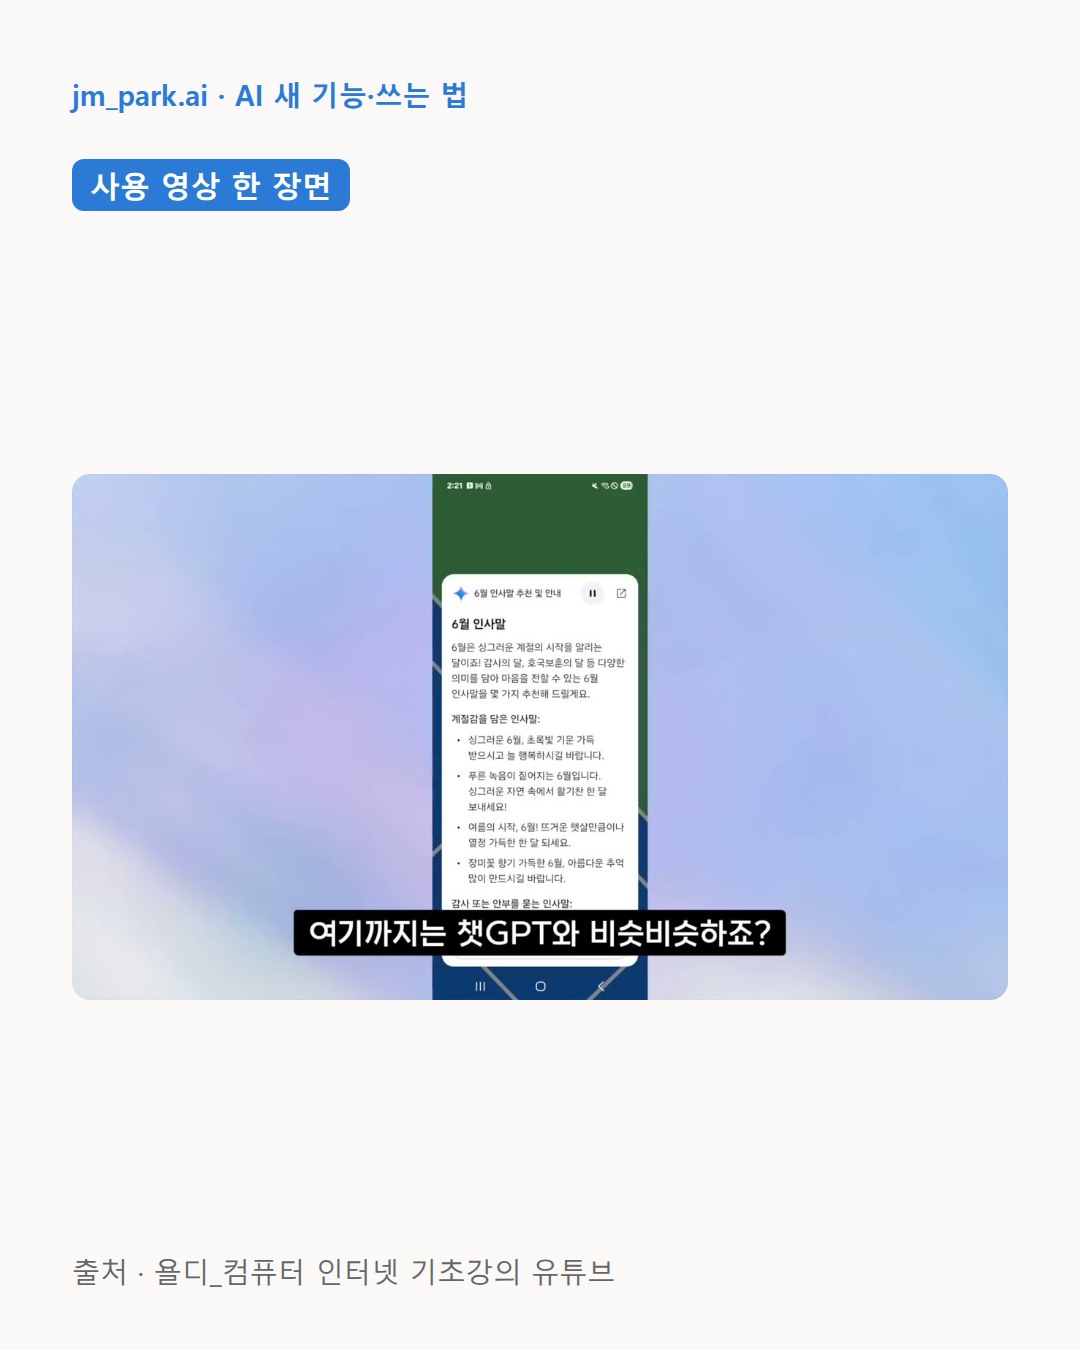 jm_park.ai · AI 새 기능·쓰는 법
사용 영상 한 장면
2:21
6월 인사말 추천 및 안내
6월 인사말
6월은 싱그러운 계절의 시작을 알리는
달이죠! 감사의 달, 호국보훈의 달 등 다양한
의미를 담아 마음을 전할 수 있는 6월
인사말을 몇 가지 추천해 드릴게요.
계절감을 담은 인사말:
• 싱그러운 6월, 초록빛 기운 가득
받으시고 늘 행복하시길 바랍니다.
• 푸른 녹음이 짙어지는 6월입니다.
싱그러운 자연 속에서 활기찬 한 달
보내세요!
• 여름의 시작, 6월! 뜨거운 햇살만큼이나
열정 가득한 한 달 되세요.
• 장미꽃 향기 가득한 6월, 아름다운 추억
많이 만드시길 바랍니다.
감사 또는 안부를 묻는 인사말:
여기까지는 챗GPT와 비슷비슷하죠?
출처 · 욜디_컴퓨터 인터넷 기초강의 유튜브